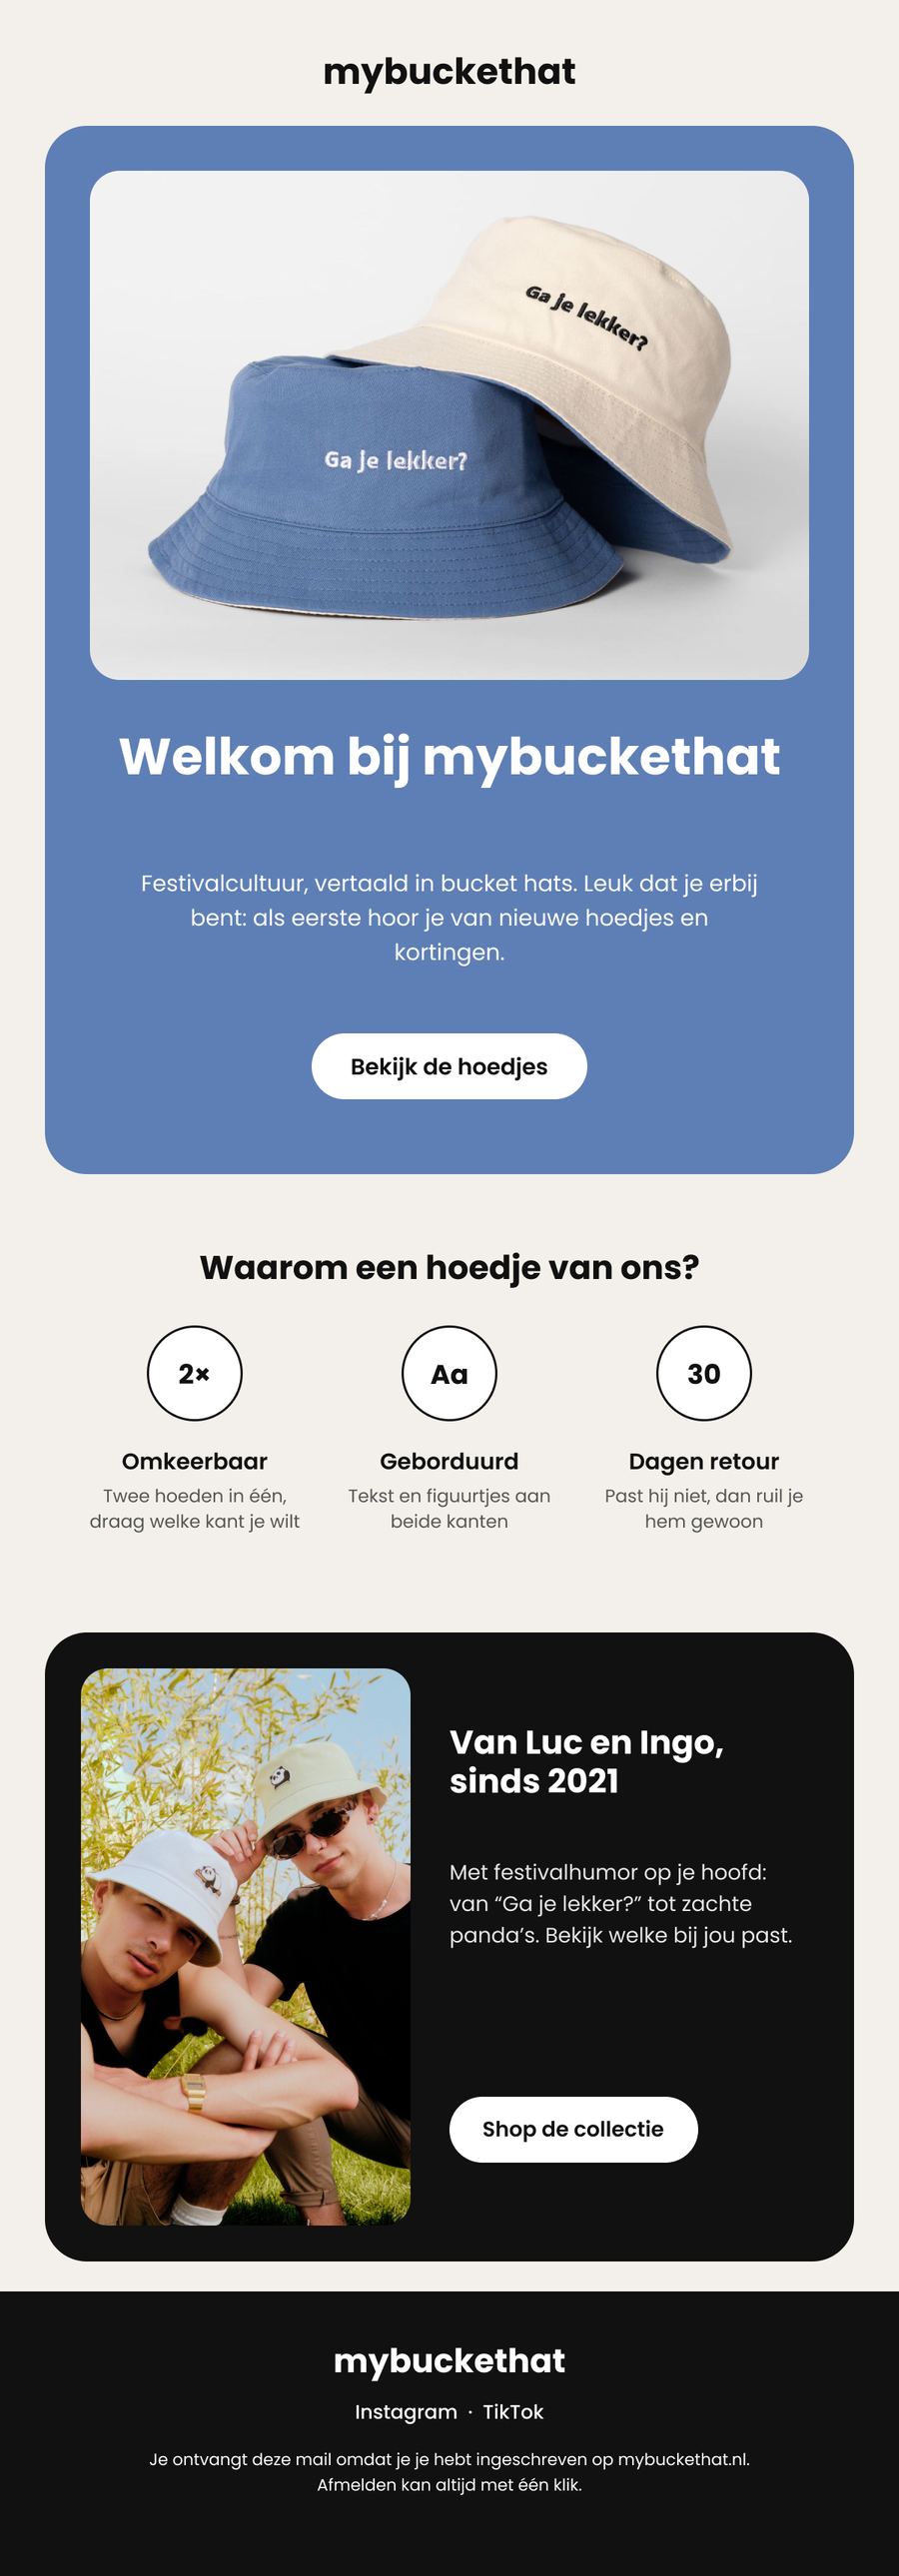 mybuckethat
Ga je lekker?
Ga je lekker?
Welkom bij mybuckethat
Festivalcultuur, vertaald in bucket hats. Leuk dat je erbij
bent: als eerste hoor je van nieuwe hoedjes en
kortingen.
Bekijk de hoedjes
Waarom een hoedje van ons?
2×
Omkeerbaar
Twee hoeden in één,
draag welke kant je wilt
Aa
Geborduurd
Tekst en figuurtjes aan
beide kanten
30
Dagen retour
Past hij niet, dan ruil je
hem gewoon
Van Luc en Ingo,
sinds 2021
Met festivalhumor op je hoofd:
van “Ga je lekker?” tot zachte
panda’s. Bekijk welke bij jou past.
Shop de collectie
mybuckethat
Instagram · TikTok
Je ontvangt deze mail omdat je je hebt ingeschreven op mybuckethat.nl.
Afmelden kan altijd met één klik.